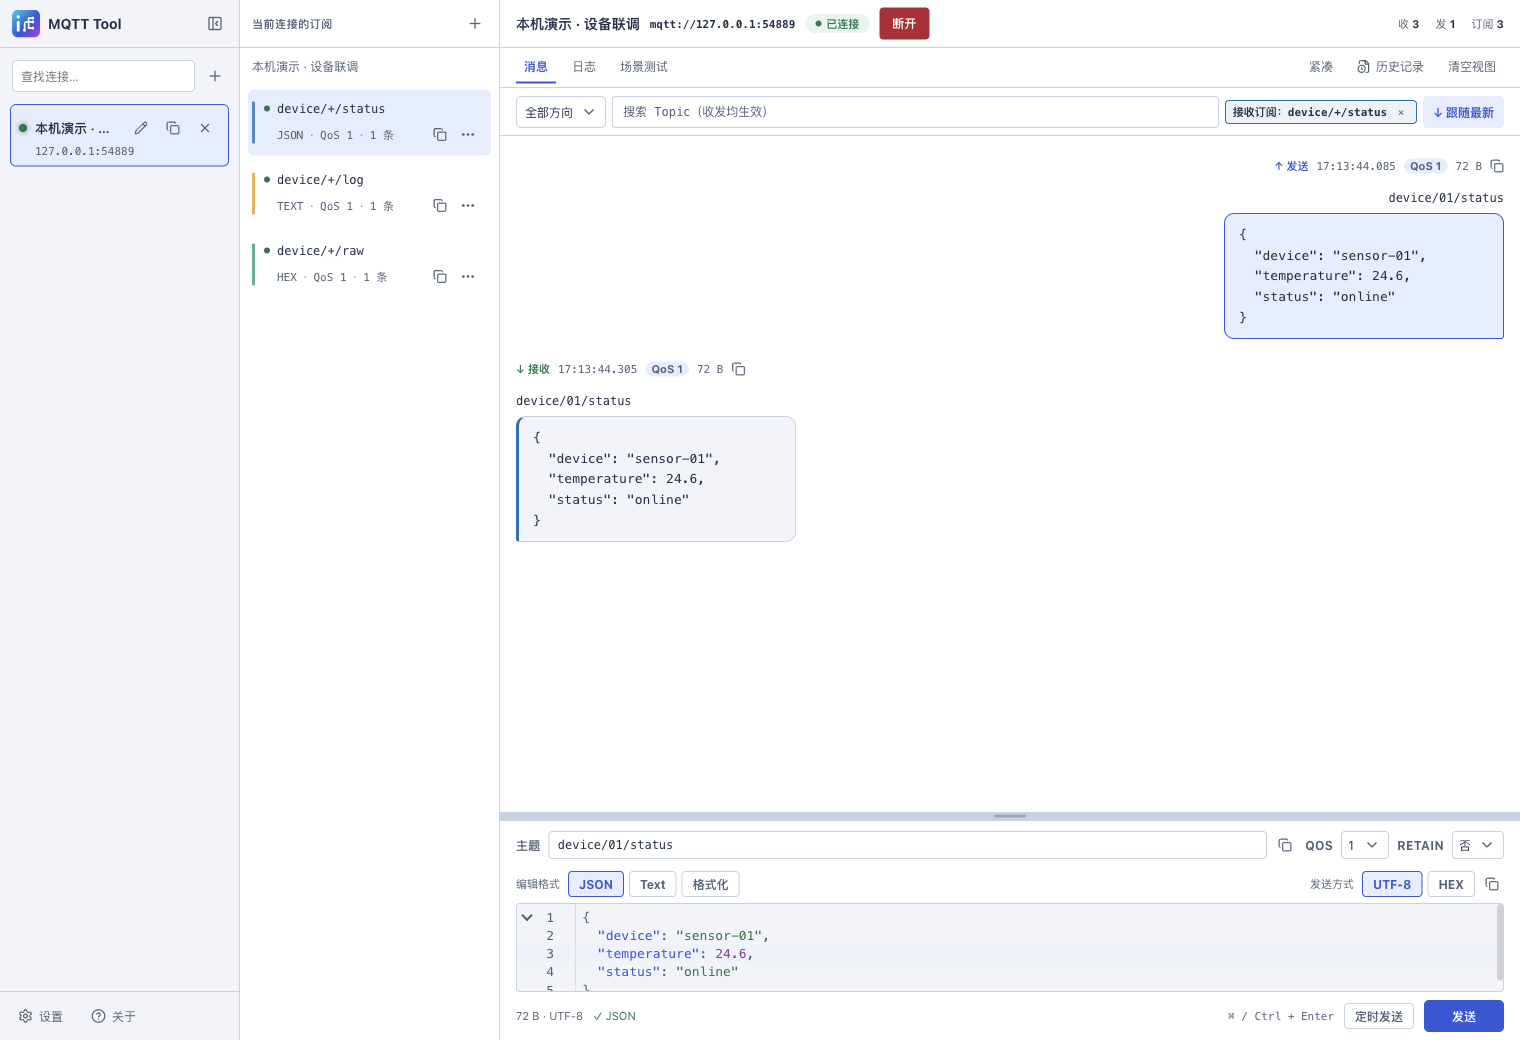 MQTT Tool
查找连接...
本机演示 · ...
127.0.0.1:54889
设置
关于
当前连接的订阅
本机演示 · 设备联调
device/+/status
JSON · QoS 1 · 1 条
device/+/log
TEXT · QoS 1 · 1 条
device/+/raw
HEX · QoS 1 · 1 条
本机演示 · 设备联调 mqtt://127.0.0.1:54889 已连接 断开 收 3 发 1 订阅 3
消息 日志 场景测试 紧凑 历史记录 清空视图
全部方向 搜索 Topic (收发均生效) 接收订阅: device/+/status × ↓ 跟随最新
↑ 发送 17:13:44.085 QoS 1 72 B
device/01/status
{
"device": "sensor-01",
"temperature": 24.6,
"status": "online"
}
↓ 接收 17:13:44.305 QoS 1 72 B
device/01/status
{
"device": "sensor-01",
"temperature": 24.6,
"status": "online"
}
主题 device/01/status QOS 1 RETAIN 否
编辑格式 JSON Text 格式化 发送方式 UTF-8 HEX
1 {
2 "device": "sensor-01",
3 "temperature": 24.6,
4 "status": "online"
5 }
72 B · UTF-8 ✓ JSON ⌘ / Ctrl + Enter 定时发送 发送